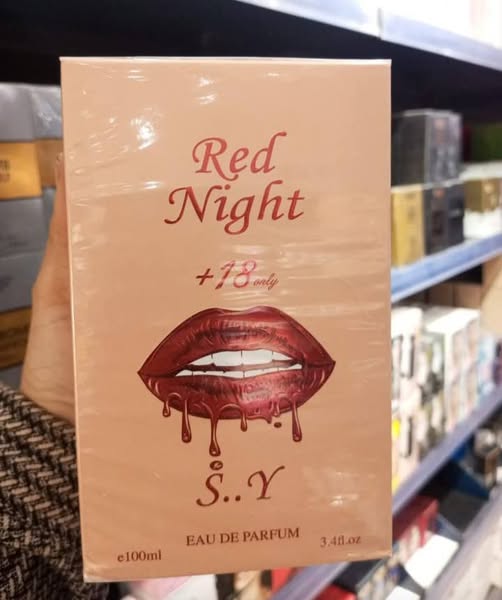 Red
Night
+18 only
S..Y
EAU DE PARFUM
e100ml
3.4fl.oz